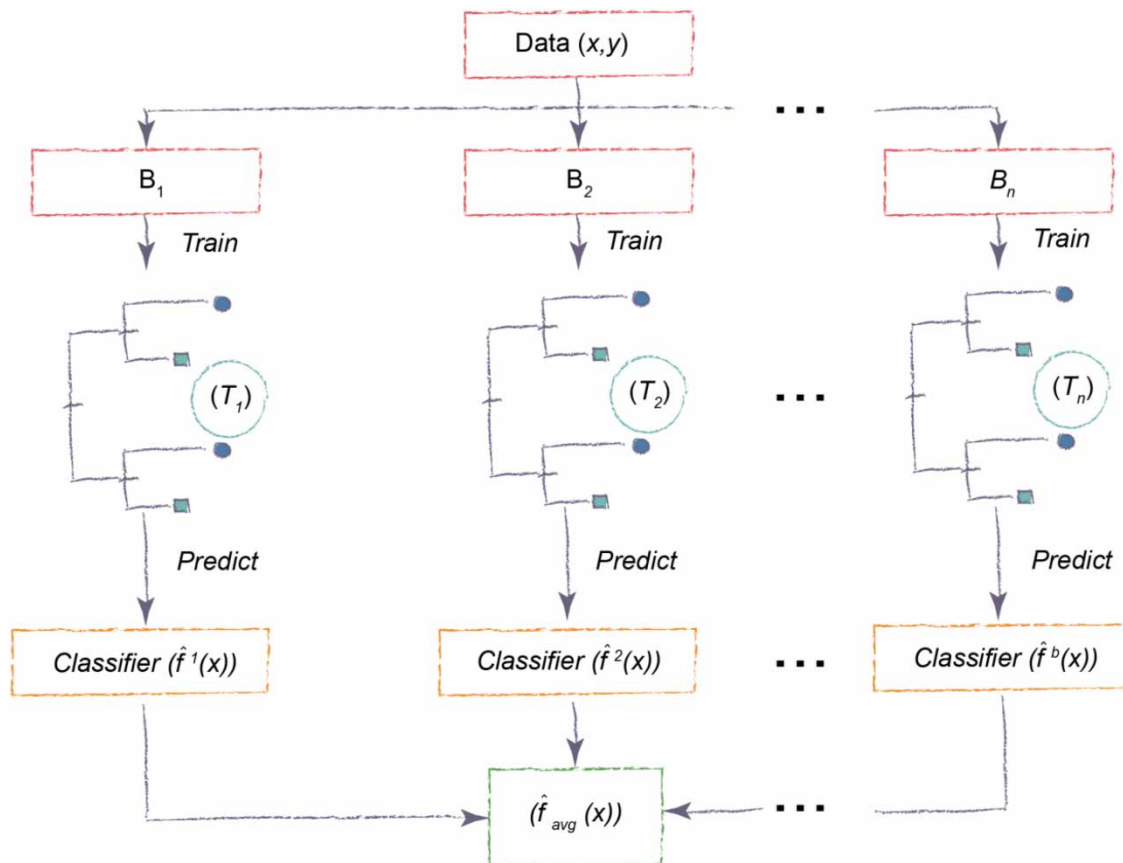 Data (x,y)
...
B₁
B₂
Bₙ
Train
Train
Train
(T₁)
(T₂)
...
(Tₙ)
Predict
Predict
Predict
Classifier (f̂ ¹(x))
Classifier (f̂ ²(x))
...
Classifier (f̂ ᵇ(x))
(f̂ avg (x))
...